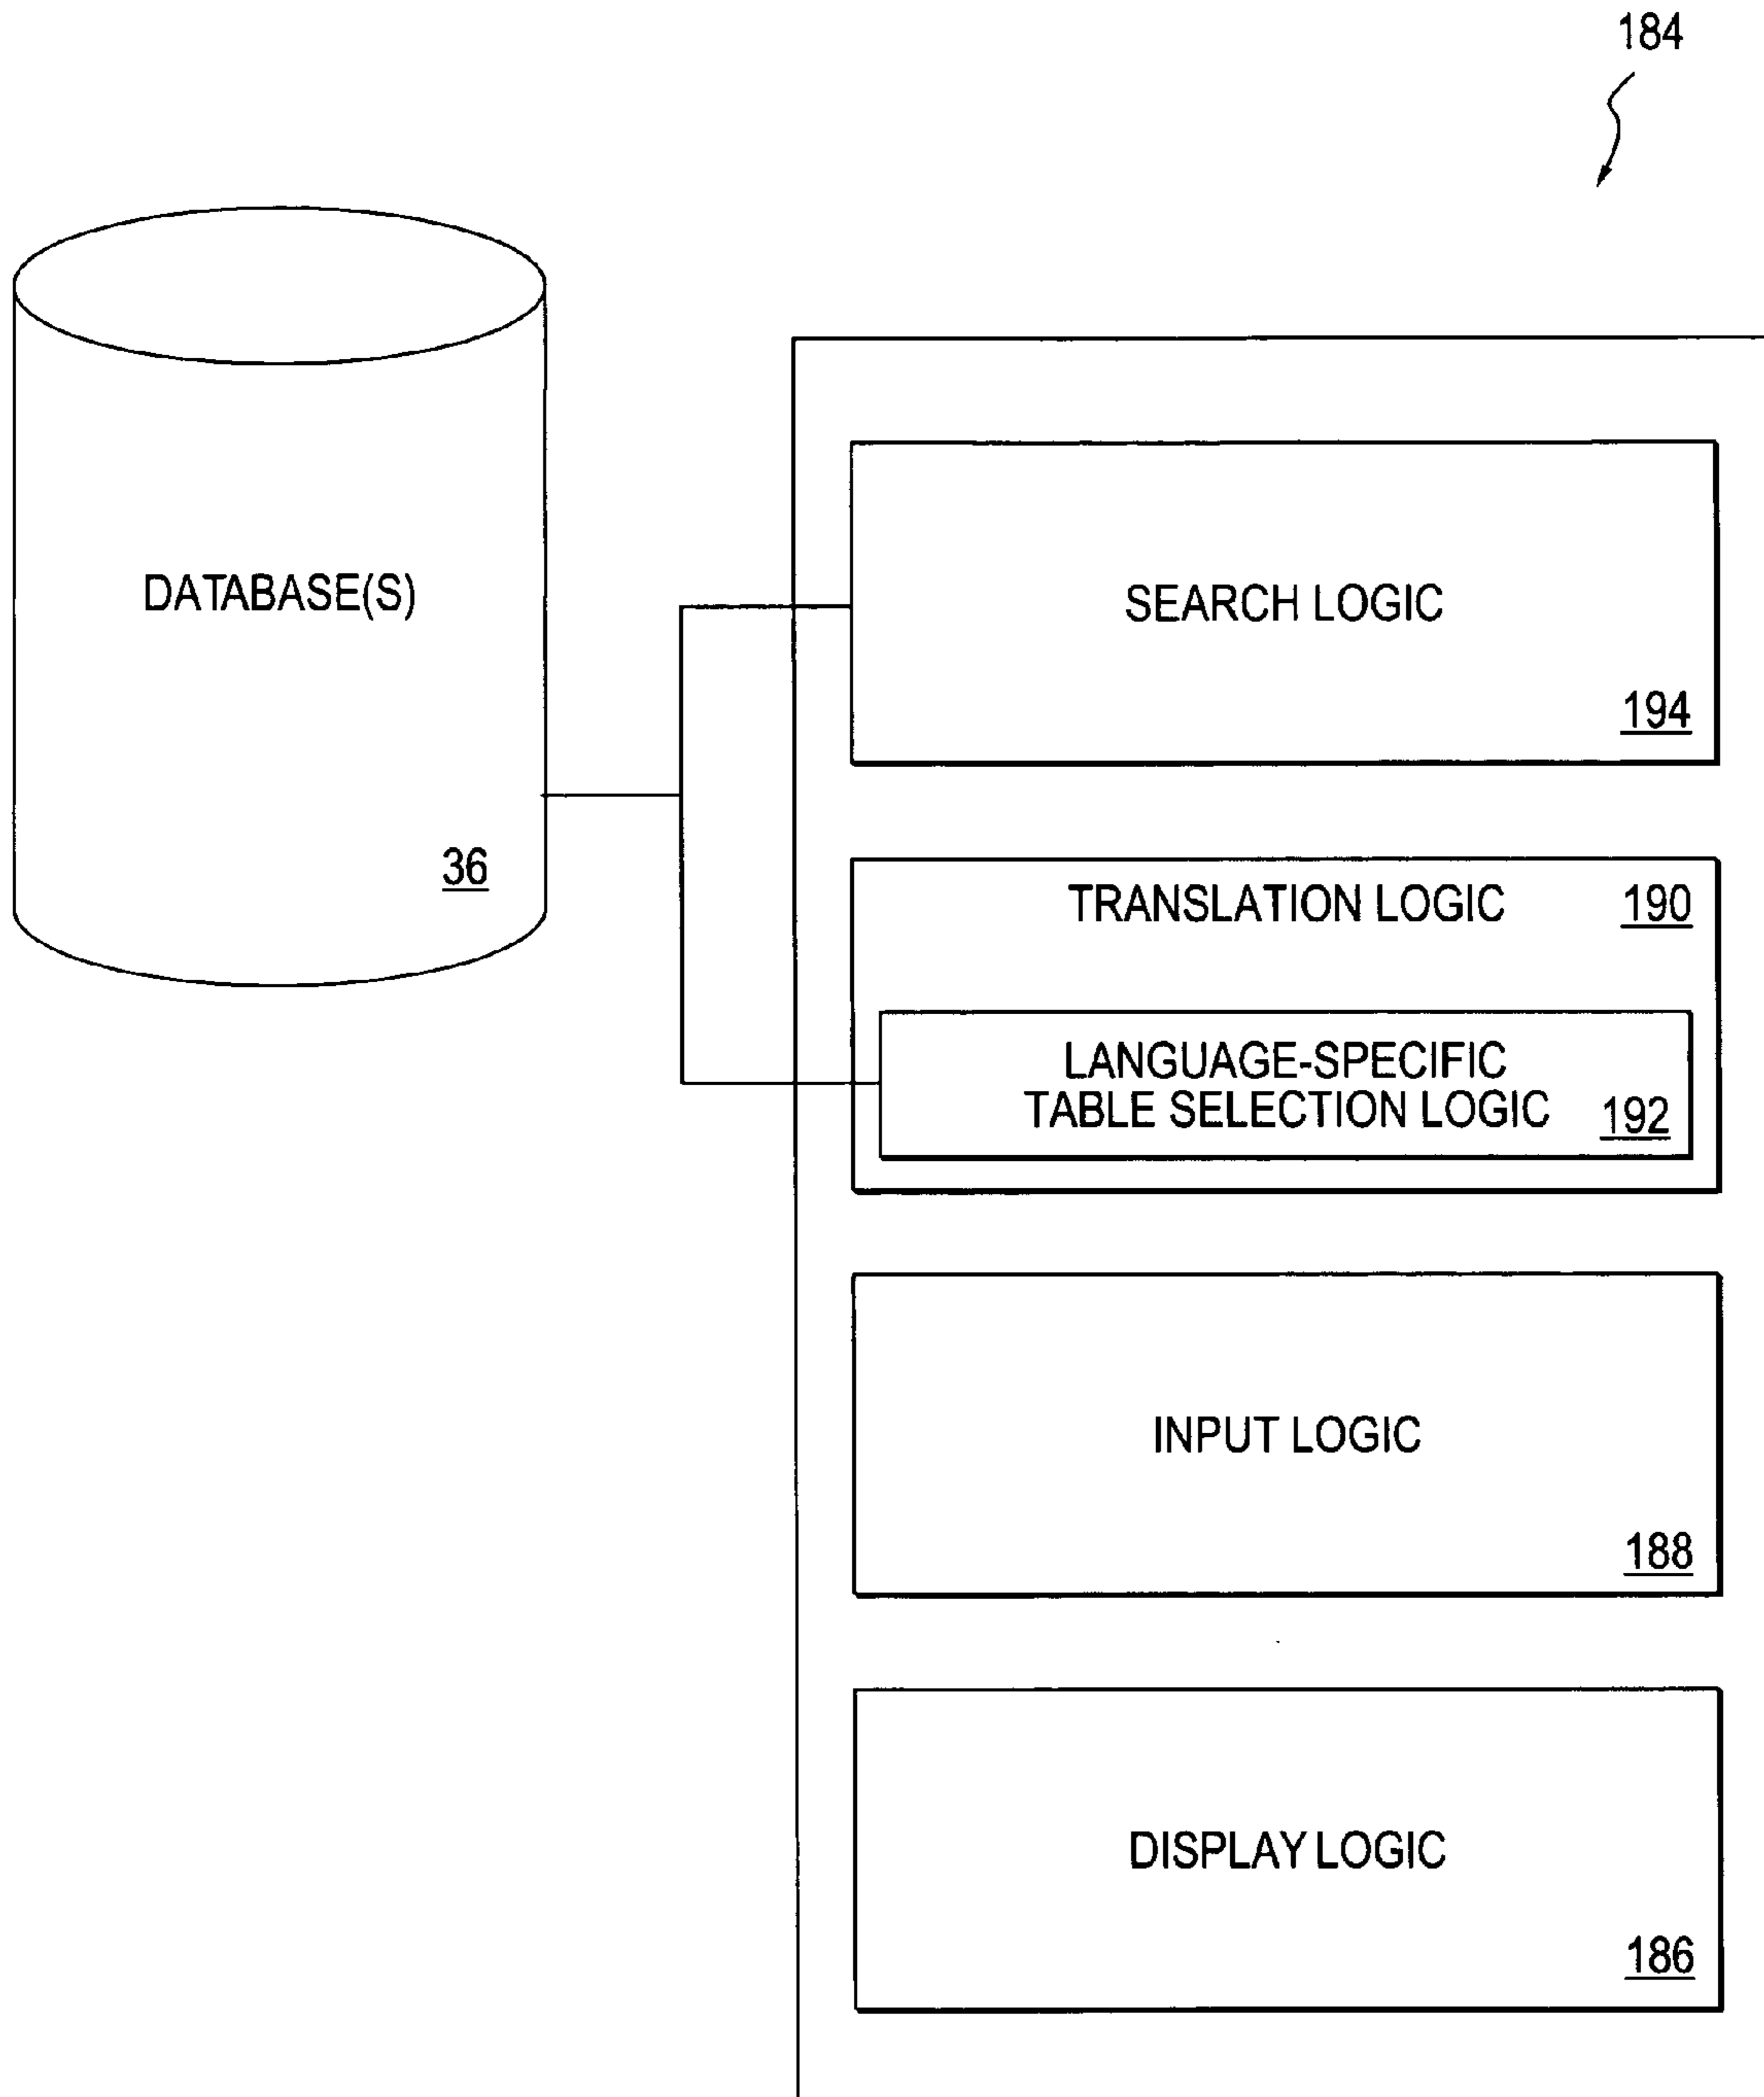 184
DATABASE(S)
36
SEARCH LOGIC
194
TRANSLATION LOGIC 190
LANGUAGE-SPECIFIC
TABLE SELECTION LOGIC 192
INPUT LOGIC
188
DISPLAY LOGIC
186